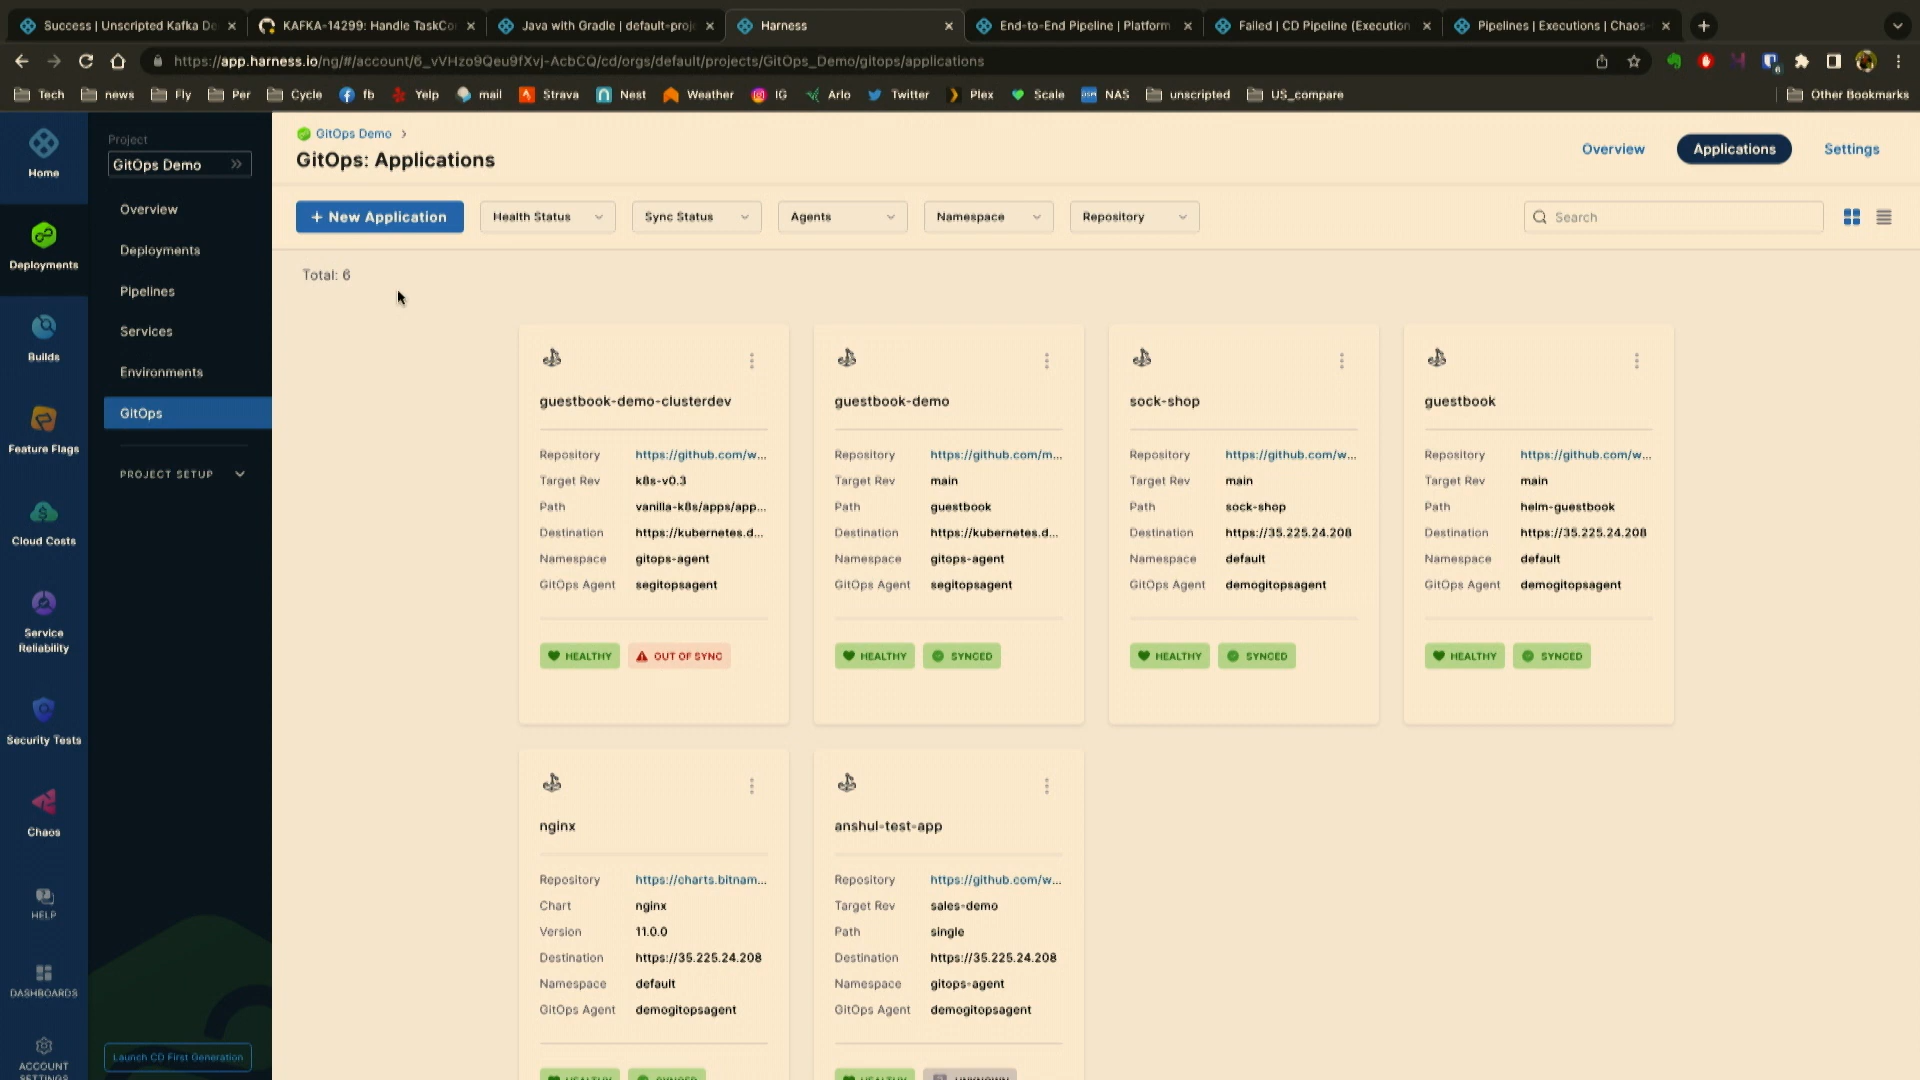 Success | Unscripted Kafka De
KAFKA-14299: Handle TaskCo
Java with Gradle | default-proj
Harness
End-to-End Pipeline | Platform
Failed | CD Pipeline (Execution
Pipelines | Executions | Chaos-
https://app.harness.io/ng/#/account/6_vVHzo9Qeu9fXvj-AcbCQ/cd/orgs/default/projects/GitOps_Demo/gitops/applications
Tech
news
Fly
Per
Cycle
fb
Yelp
mail
Strava
Nest
Weather
IG
Arlo
Twitter
Plex
Scale
NAS
unscripted
US_compare
Other Bookmarks
Home
Deployments
Builds
Feature Flags
Cloud Costs
Service
Reliability
Security Tests
Chaos
HELP
DASHBOARDS
ACCOUNT
SETTINGS
Project
GitOps Demo
Overview
Deployments
Pipelines
Services
Environments
GitOps
PROJECT SETUP
Launch CD First Generation
GitOps Demo
GitOps: Applications
Overview
Applications
Settings
+ New Application
Health Status
Sync Status
Agents
Namespace
Repository
Search
Total: 6
guestbook-demo-clusterdev
Repository https://github.com/w...
Target Rev k8s-v0.3
Path vanilla-k8s/apps/app...
Destination https://kubernetes.d...
Namespace gitops-agent
GitOps Agent segitopsagent
HEALTHY OUT OF SYNC
guestbook-demo
Repository https://github.com/m...
Target Rev main
Path guestbook
Destination https://kubernetes.d...
Namespace gitops-agent
GitOps Agent segitopsagent
HEALTHY SYNCED
sock-shop
Repository https://github.com/w...
Target Rev main
Path sock-shop
Destination https://35.225.24.208
Namespace default
GitOps Agent demogitopsagent
HEALTHY SYNCED
guestbook
Repository https://github.com/w...
Target Rev main
Path helm-guestbook
Destination https://35.225.24.208
Namespace default
GitOps Agent demogitopsagent
HEALTHY SYNCED
nginx
Repository https://charts.bitnam...
Chart nginx
Version 11.0.0
Destination https://35.225.24.208
Namespace default
GitOps Agent demogitopsagent
HEALTHY SYNCED
anshul-test-app
Repository https://github.com/w...
Target Rev sales-demo
Path single
Destination https://35.225.24.208
Namespace gitops-agent
GitOps Agent demogitopsagent
HEALTHY UNKNOWN